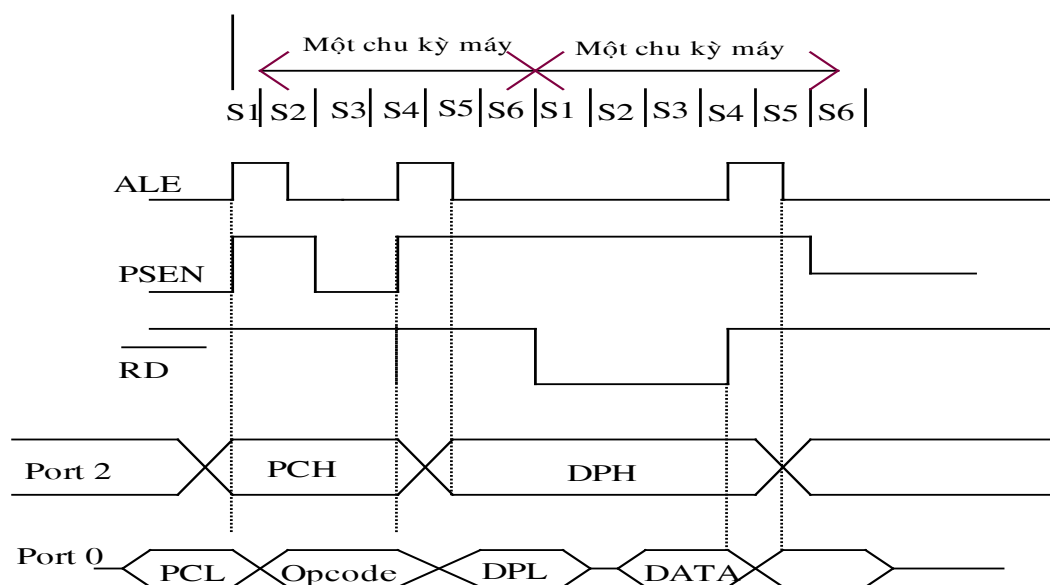 Một chu kỳ máy Một chu kỳ máy
S1 S2 S3 S4 S5 S6 S1 S2 S3 S4 S5 S6
ALE
PSEN
RD
Port 2 PCH DPH
Port 0 PCL Opcode DPL DATA